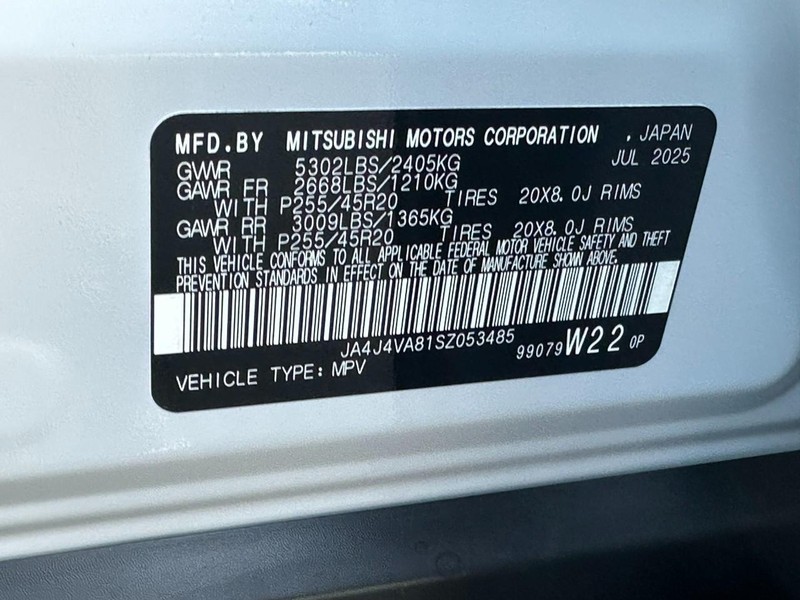 MFD.BY MITSUBISHI MOTORS CORPORATION , JAPAN
JUL 2025
GVWR 5302LBS/2405KG
GAWR FR 2668LBS/1210KG
WITH P255/45R20 TIRES 20X8.0J RIMS
GAWR RR 3009LBS/1365KG
WITH P255/45R20 TIRES 20X8.0J RIMS
THIS VEHICLE CONFORMS TO ALL APPLICABLE FEDERAL MOTOR VEHICLE SAFETY AND THEFT
PREVENTION STANDARDS IN EFFECT ON THE DATE OF MANUFACTURE SHOWN ABOVE.
JA4J4VA81SZ053485
99079W22 0P
VEHICLE TYPE: MPV